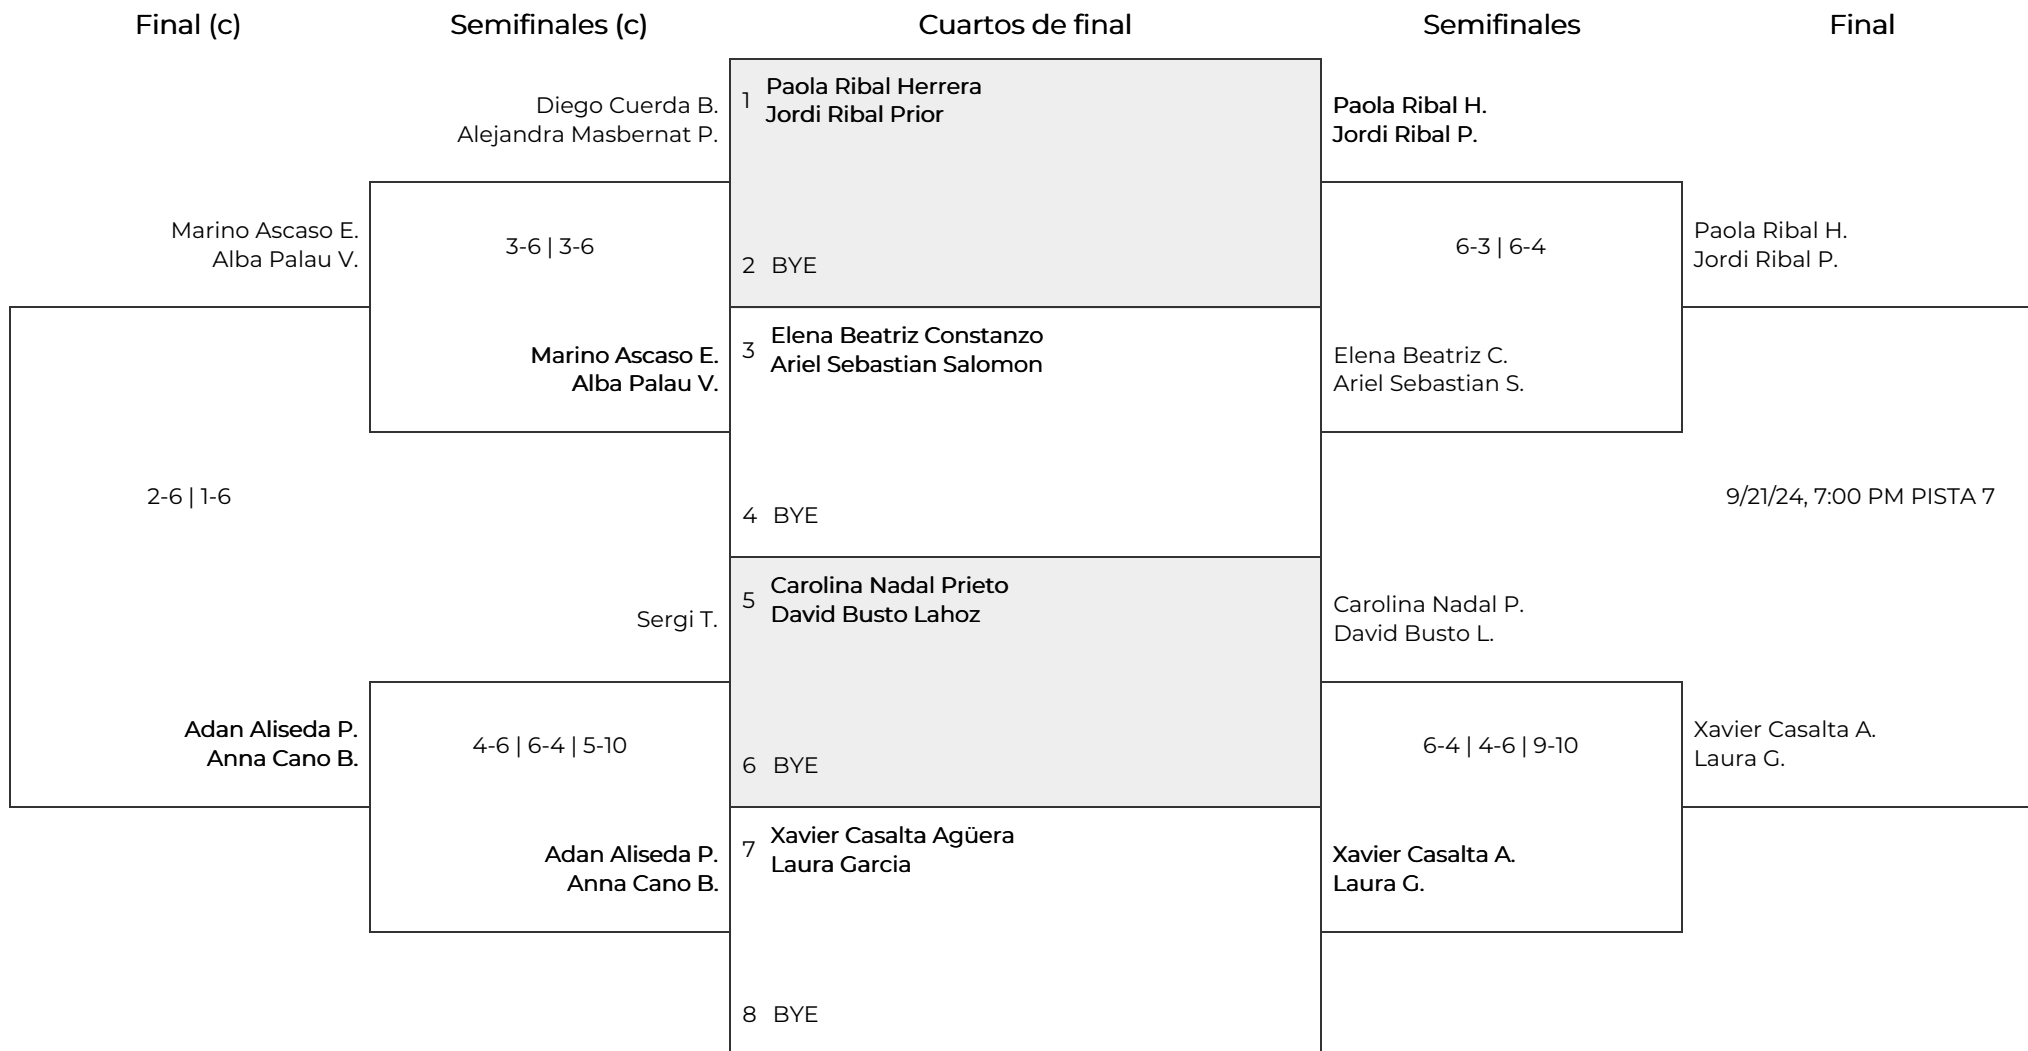 Final (c)
Semifinales (c)
Cuartos de final
Semifinales
Final
Marino Ascaso E.
Alba Palau V.
2-6 | 1-6
Adan Aliseda P.
Anna Cano B.
Diego Cuerda B.
Alejandra Masbernat P.
3-6 | 3-6
Marino Ascaso E.
Alba Palau V.
Sergi T.
4-6 | 6-4 | 5-10
Adan Aliseda P.
Anna Cano B.
1 Paola Ribal Herrera
Jordi Ribal Prior
2 BYE
3 Elena Beatriz Constanzo
Ariel Sebastian Salomon
4 BYE
5 Carolina Nadal Prieto
David Busto Lahoz
6 BYE
7 Xavier Casalta Agüera
Laura Garcia
8 BYE
Paola Ribal H.
Jordi Ribal P.
6-3 | 6-4
Elena Beatriz C.
Ariel Sebastian S.
Carolina Nadal P.
David Busto L.
6-4 | 4-6 | 9-10
Xavier Casalta A.
Laura G.
Paola Ribal H.
Jordi Ribal P.
9/21/24, 7:00 PM PISTA 7
Xavier Casalta A.
Laura G.